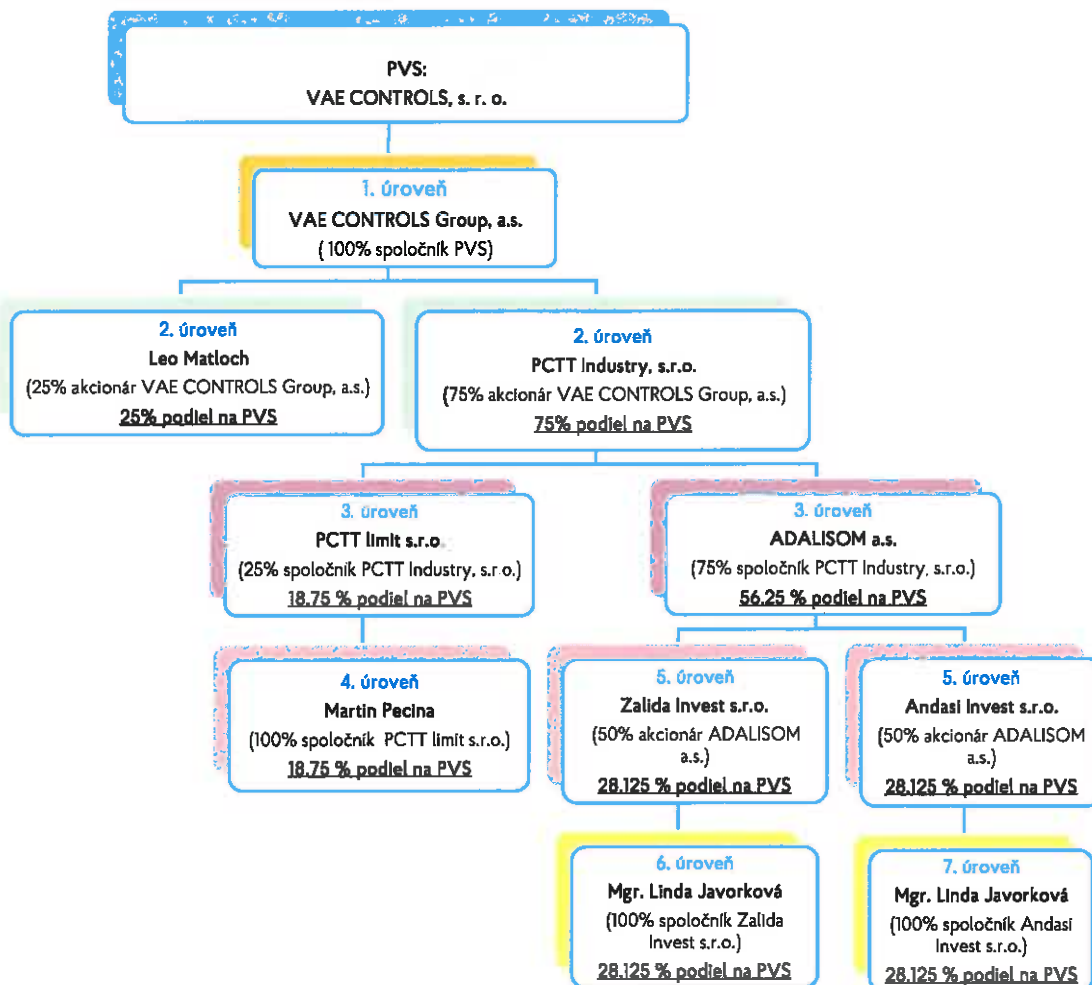 PVS:
VAE CONTROLS, s. r. o.
1. úroveň
VAE CONTROLS Group, a.s.
(100% spoločník PVS)
2. úroveň
Leo Matloch
(25% akcionár VAE CONTROLS Group, a.s.)
25% podiel na PVS
2. úroveň
PCTT Industry, s.r.o.
(75% akcionár VAE CONTROLS Group, a.s.)
75% podiel na PVS
3. úroveň
PCTT limit s.r.o.
(25% spoločník PCTT Industry, s.r.o.)
18.75 % podiel na PVS
3. úroveň
ADALISOM a.s.
(75% spoločník PCTT Industry, s.r.o.)
56.25 % podiel na PVS
4. úroveň
Martin Pecina
(100% spoločník PCTT limit s.r.o.)
18.75 % podiel na PVS
5. úroveň
Zalida Invest s.r.o.
(50% akcionár ADALISOM
a.s.)
28.125 % podiel na PVS
5. úroveň
Andasi Invest s.r.o.
(50% akcionár ADALISOM
a.s.)
28.125 % podiel na PVS
6. úroveň
Mgr. Linda Javorková
(100% spoločník Zalida
Invest s.r.o.)
28.125 % podiel na PVS
7. úroveň
Mgr. Linda Javorková
(100% spoločník Andasi
Invest s.r.o.)
28.125 % podiel na PVS